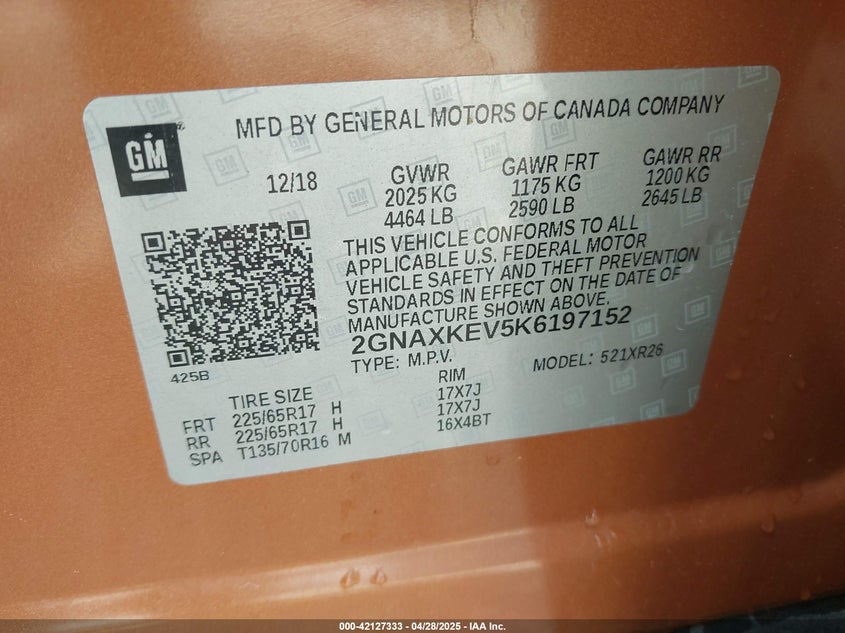 GM
MFD BY GENERAL MOTORS OF CANADA COMPANY
12/18
GVWR GAWR FRT GAWR RR
2025 KG 1175 KG 1200 KG
4464 LB 2590 LB 2645 LB
THIS VEHICLE CONFORMS TO ALL
APPLICABLE U.S. FEDERAL MOTOR
VEHICLE SAFETY AND THEFT PREVENTION
STANDARDS IN EFFECT ON THE DATE OF
MANUFACTURE SHOWN ABOVE.
2GNAXKEV5K6197152
TYPE: M.P.V. MODEL: 521XR26
425B
TIRE SIZE RIM
FRT 225/65R17 H 17X7J
RR 225/65R17 H 17X7J
SPA T135/70R16 M 16X4BT
000-42127333 / 04/28/2025 - IAA Inc.